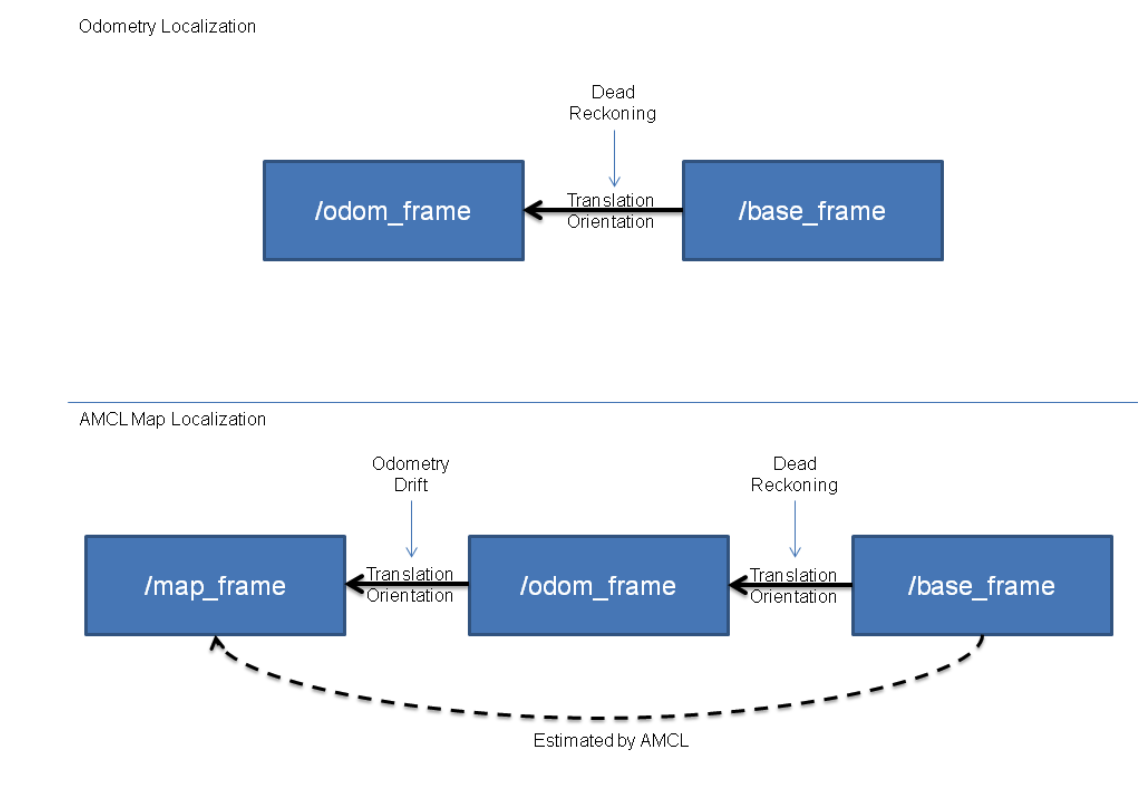 Odometry Localization
Dead
Reckoning
/odom_frame
Translation
Orientation
/base_frame
AMCL Map Localization
Odometry
Drift
Dead
Reckoning
/map_frame
Translation
Orientation
/odom_frame
Translation
Orientation
/base_frame
Estimated by AMCL